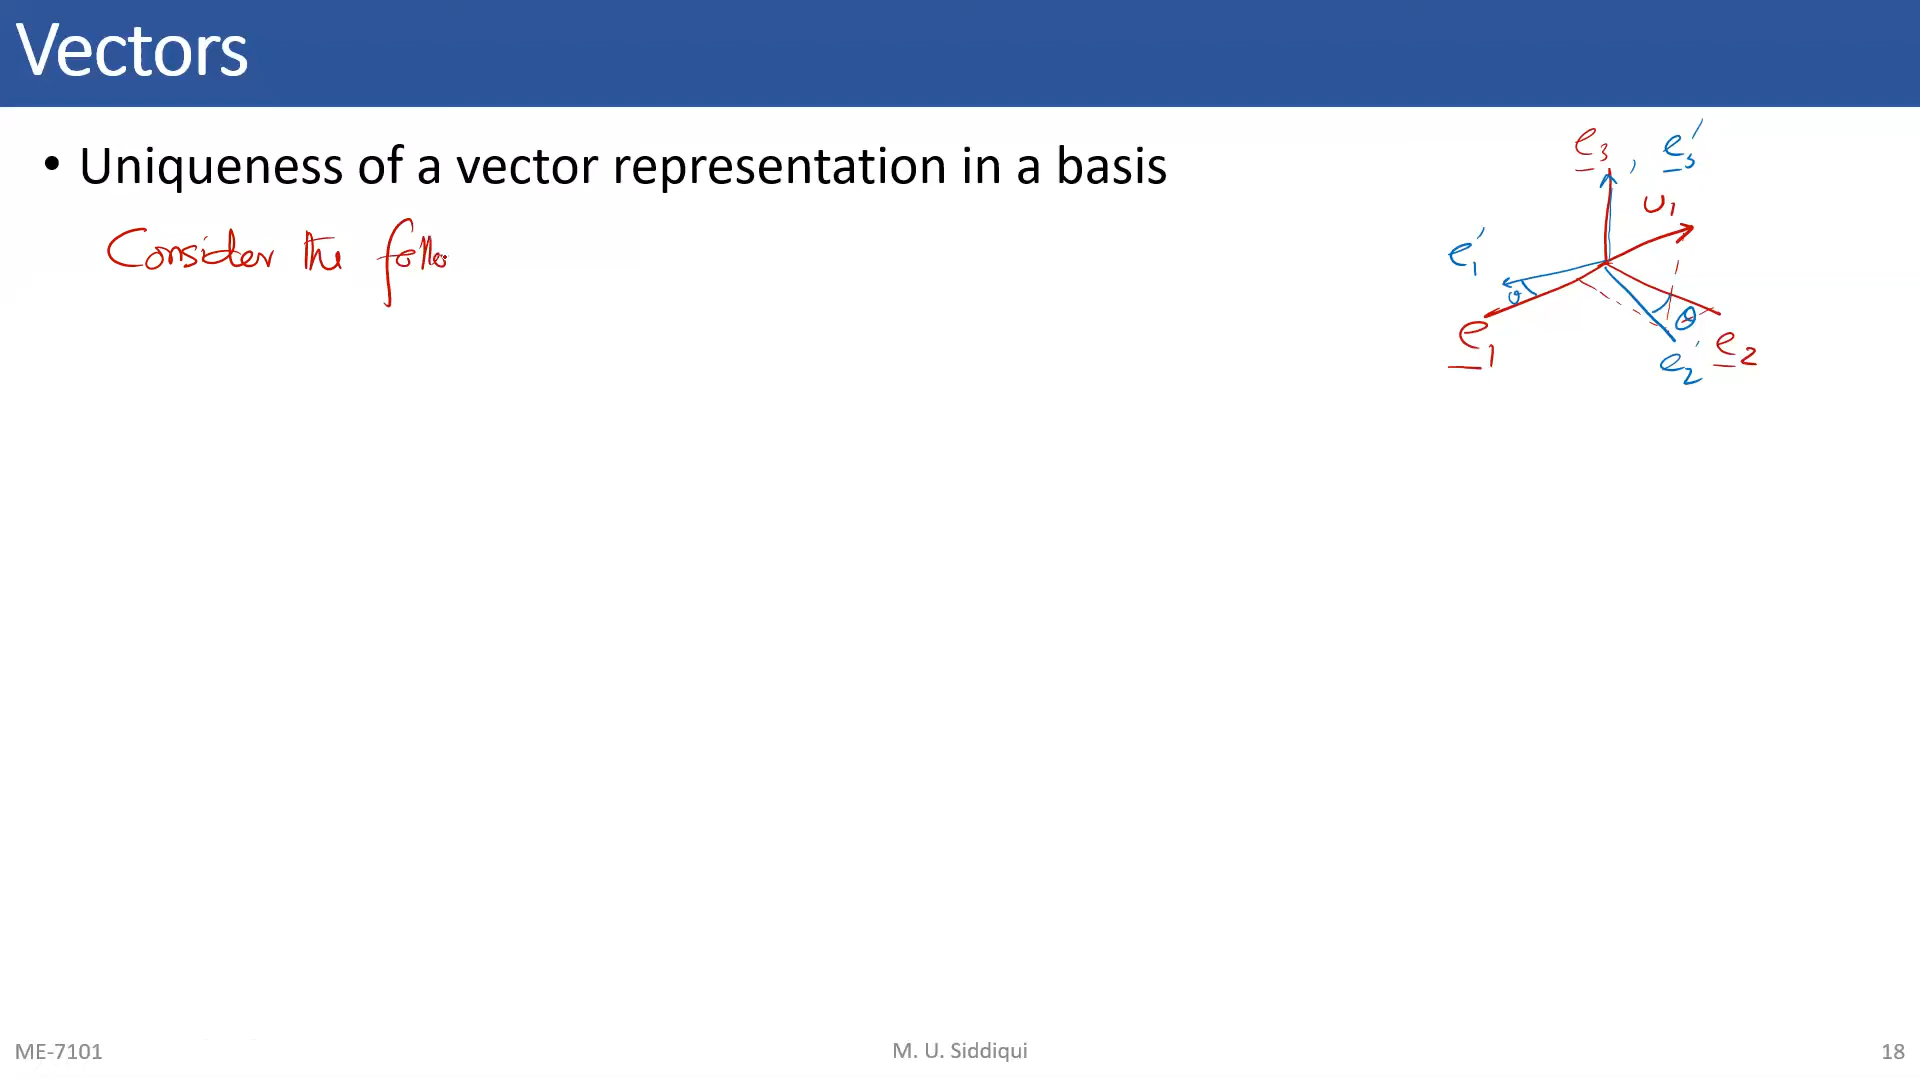 Vectors
• Uniqueness of a vector representation in a basis
Consider the follo
e3 , e3'
u1
e1'
θ
θ
e1
e2' e2
ME-7101 M. U. Siddiqui 18